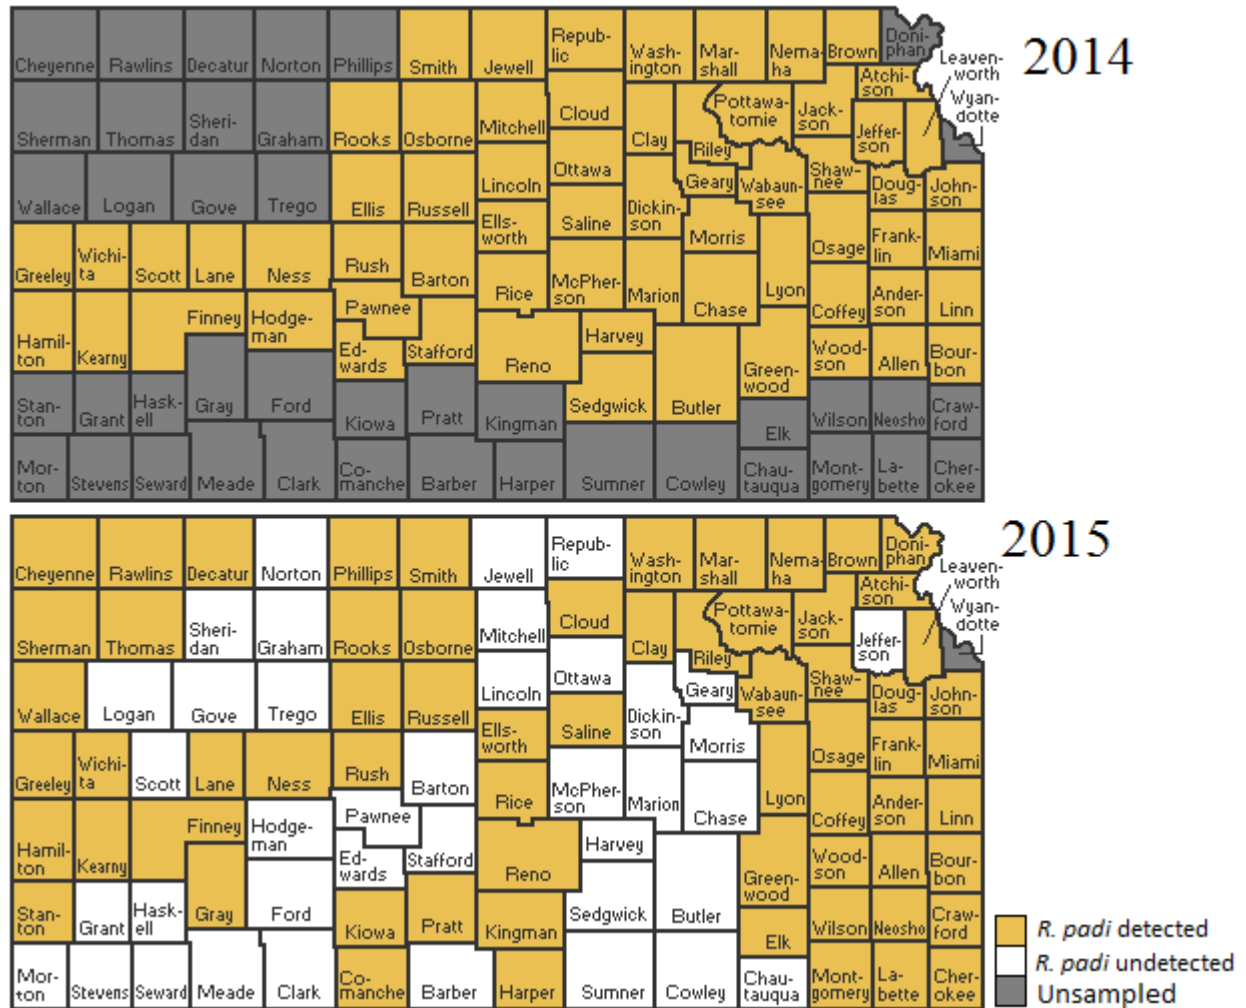 2014
Cheyenne Rawlins Decatur Norton Phillips Smith Jewell Repub-
lic Wash-
ington Mar-
shall Nema-
ha Brown Doni-
phan
Leaven-
worth
Wyan-
dotte
Atchi-
son
Sherman Thomas Sheri-
dan Graham Rooks Osborne Mitchell Cloud Clay Riley Pottawa-
tomie Jack-
son Jeffer-
son
Wallace Logan Gove Trego Ellis Russell Lincoln Ottawa
Ells-
worth Saline Dickin-
son Geary Wabaun-
see Shaw-
nee Doug-
las John-
son
Greeley Wichi-
ta Scott Lane Ness Rush Barton Rice McPher-
son Marion Morris Chase Lyon Osage Frank-
lin Miami
Hamil-
ton Kearny Finney Hodge-
man Pawnee
Ed-
wards Stafford Reno Harvey
Sedgwick Butler Green-
wood Coffey Ander-
son Linn
Wood-
son Allen Bour-
bon
Stan-
ton Grant Hask-
ell Gray Ford Kiowa Pratt Kingman Elk Wilson Neosho Craw-
ford
Mor-
ton Stevens Seward Meade Clark Co-
manche Barber Harper Sumner Cowley Chau-
tauqua Mont-
gomery La-
bette Cher-
okee
2015
Cheyenne Rawlins Decatur Norton Phillips Smith Jewell Repub-
lic Wash-
ington Mar-
shall Nema-
ha Brown Doni-
phan
Leaven-
worth
Wyan-
dotte
Atchi-
son
Sherman Thomas Sheri-
dan Graham Rooks Osborne Mitchell Cloud Clay Riley Pottawa-
tomie Jack-
son Jeffer-
son
Wallace Logan Gove Trego Ellis Russell Lincoln Ottawa
Ells-
worth Saline Dickin-
son Geary Wabaun-
see Shaw-
nee Doug-
las John-
son
Greeley Wichi-
ta Scott Lane Ness Rush Barton Rice McPher-
son Marion Morris Chase Lyon Osage Frank-
lin Miami
Hamil-
ton Kearny Finney Hodge-
man Pawnee
Ed-
wards Stafford Reno Harvey
Sedgwick Butler Green-
wood Coffey Ander-
son Linn
Wood-
son Allen Bour-
bon
Stan-
ton Grant Hask-
ell Gray Ford Kiowa Pratt Kingman Elk Wilson Neosho Craw-
ford
Mor-
ton Stevens Seward Meade Clark Co-
manche Barber Harper Sumner Cowley Chau-
tauqua Mont-
gomery La-
bette Cher-
okee
R. padi detected
R. padi undetected
Unsampled